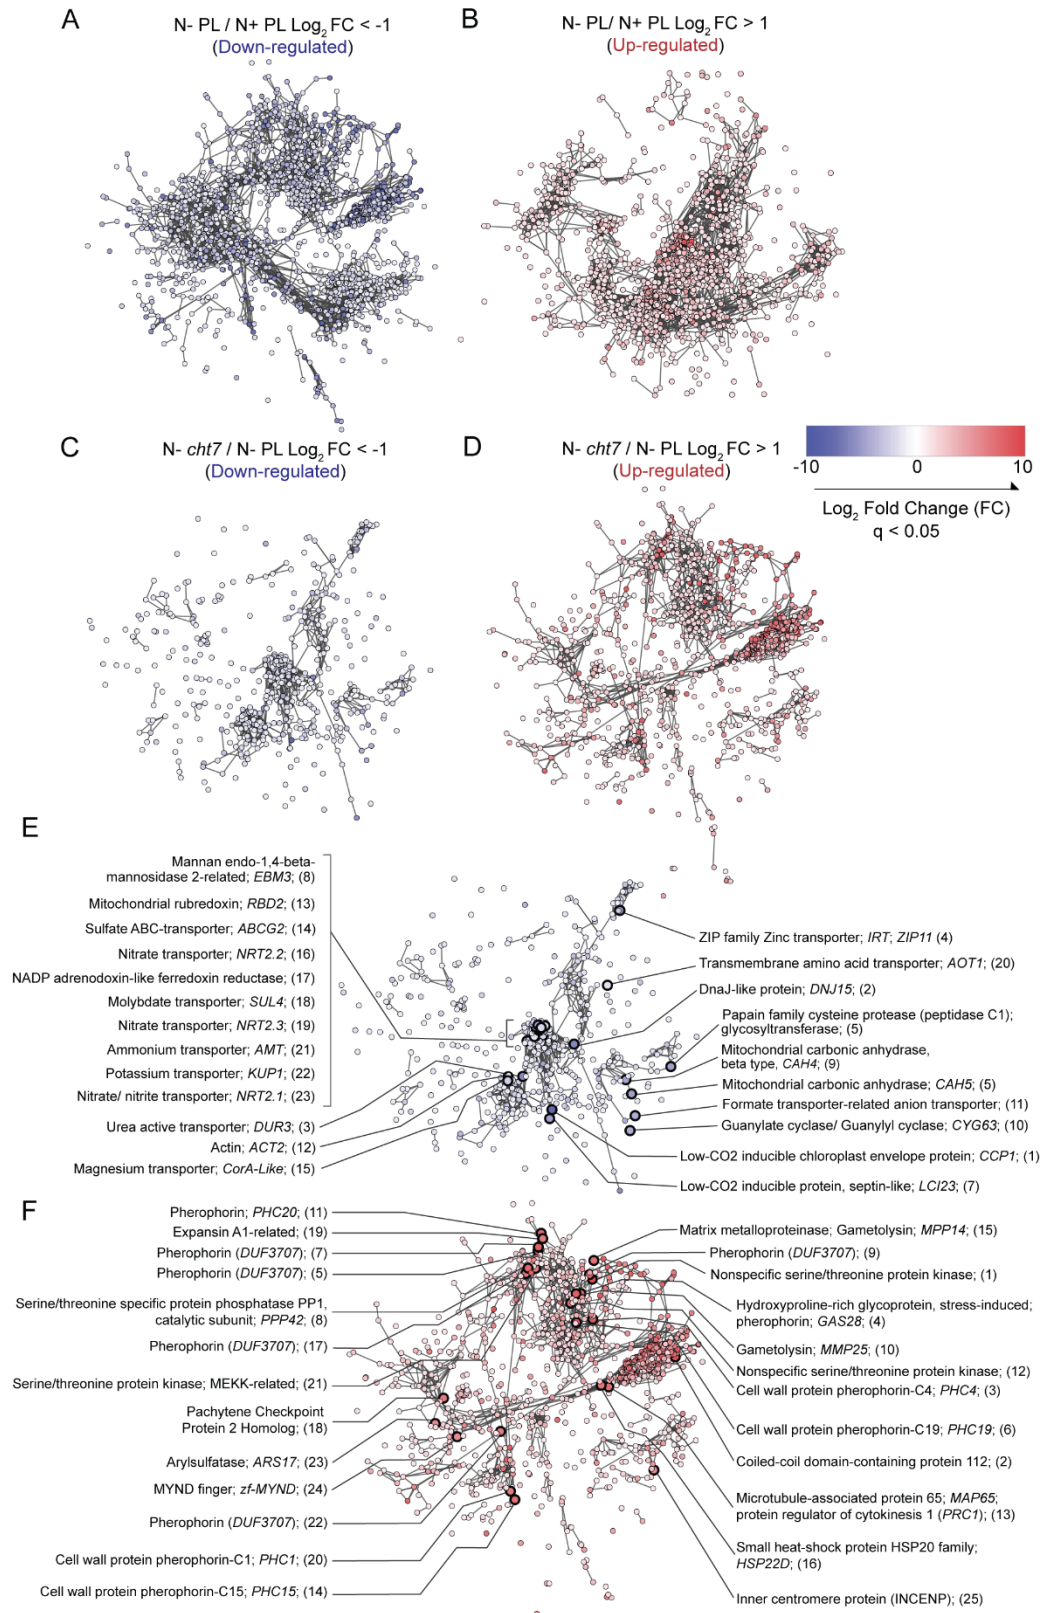 A
N- PL / N+ PL Log2 FC < -1
(Down-regulated)
B
N- PL/ N+ PL Log2 FC > 1
(Up-regulated)
C
N- cht7 / N- PL Log2 FC < -1
(Down-regulated)
D
N- cht7 / N- PL Log2 FC > 1
(Up-regulated)
-10
0
10
Log2 Fold Change (FC)
q < 0.05
E
Mannan endo-1,4-beta-
mannosidase 2-related; EBM3; (8)
Mitochondrial rubredoxin; RBD2; (13)
Sulfate ABC-transporter; ABCG2; (14)
Nitrate transporter; NRT2.2; (16)
NADP adrenodoxin-like ferredoxin reductase; (17)
Molybdate transporter; SUL4; (18)
Nitrate transporter; NRT2.3; (19)
Ammonium transporter; AMT; (21)
Potassium transporter; KUP1; (22)
Nitrate/ nitrite transporter; NRT2.1; (23)
Urea active transporter; DUR3; (3)
Actin; ACT2; (12)
Magnesium transporter; CorA-Like; (15)
ZIP family Zinc transporter; IRT; ZIP11 (4)
Transmembrane amino acid transporter; AOT1; (20)
DnaJ-like protein; DNJ15; (2)
Papain family cysteine protease (peptidase C1);
glycosyltransferase; (5)
Mitochondrial carbonic anhydrase,
beta type, CAH4; (9)
Mitochondrial carbonic anhydrase; CAH5; (5)
Formate transporter-related anion transporter; (11)
Guanylate cyclase/ Guanylyl cyclase; CYG63; (10)
Low-CO2 inducible chloroplast envelope protein; CCP1; (1)
Low-CO2 inducible protein, septin-like; LCI23; (7)
F
Pherophorin; PHC20; (11)
Expansin A1-related; (19)
Pherophorin (DUF3707); (7)
Pherophorin (DUF3707); (5)
Serine/threonine specific protein phosphatase PP1,
catalytic subunit; PPP42; (8)
Pherophorin (DUF3707); (17)
Serine/threonine protein kinase; MEKK-related; (21)
Pachytene Checkpoint
Protein 2 Homolog; (18)
Arylsulfatase; ARS17; (23)
MYND finger; zf-MYND; (24)
Pherophorin (DUF3707); (22)
Cell wall protein pherophorin-C1; PHC1; (20)
Cell wall protein pherophorin-C15; PHC15; (14)
Matrix metalloproteinase; Gametolysin; MPP14; (15)
Pherophorin (DUF3707); (9)
Nonspecific serine/threonine protein kinase; (1)
Hydroxyproline-rich glycoprotein, stress-induced;
pherophorin; GAS28; (4)
Gametolysin; MMP25; (10)
Nonspecific serine/threonine protein kinase; (12)
Cell wall protein pherophorin-C4; PHC4; (3)
Cell wall protein pherophorin-C19; PHC19; (6)
Coiled-coil domain-containing protein 112; (2)
Microtubule-associated protein 65; MAP65;
protein regulator of cytokinesis 1 (PRC1); (13)
Small heat-shock protein HSP20 family;
HSP22D; (16)
Inner centromere protein (INCENP); (25)